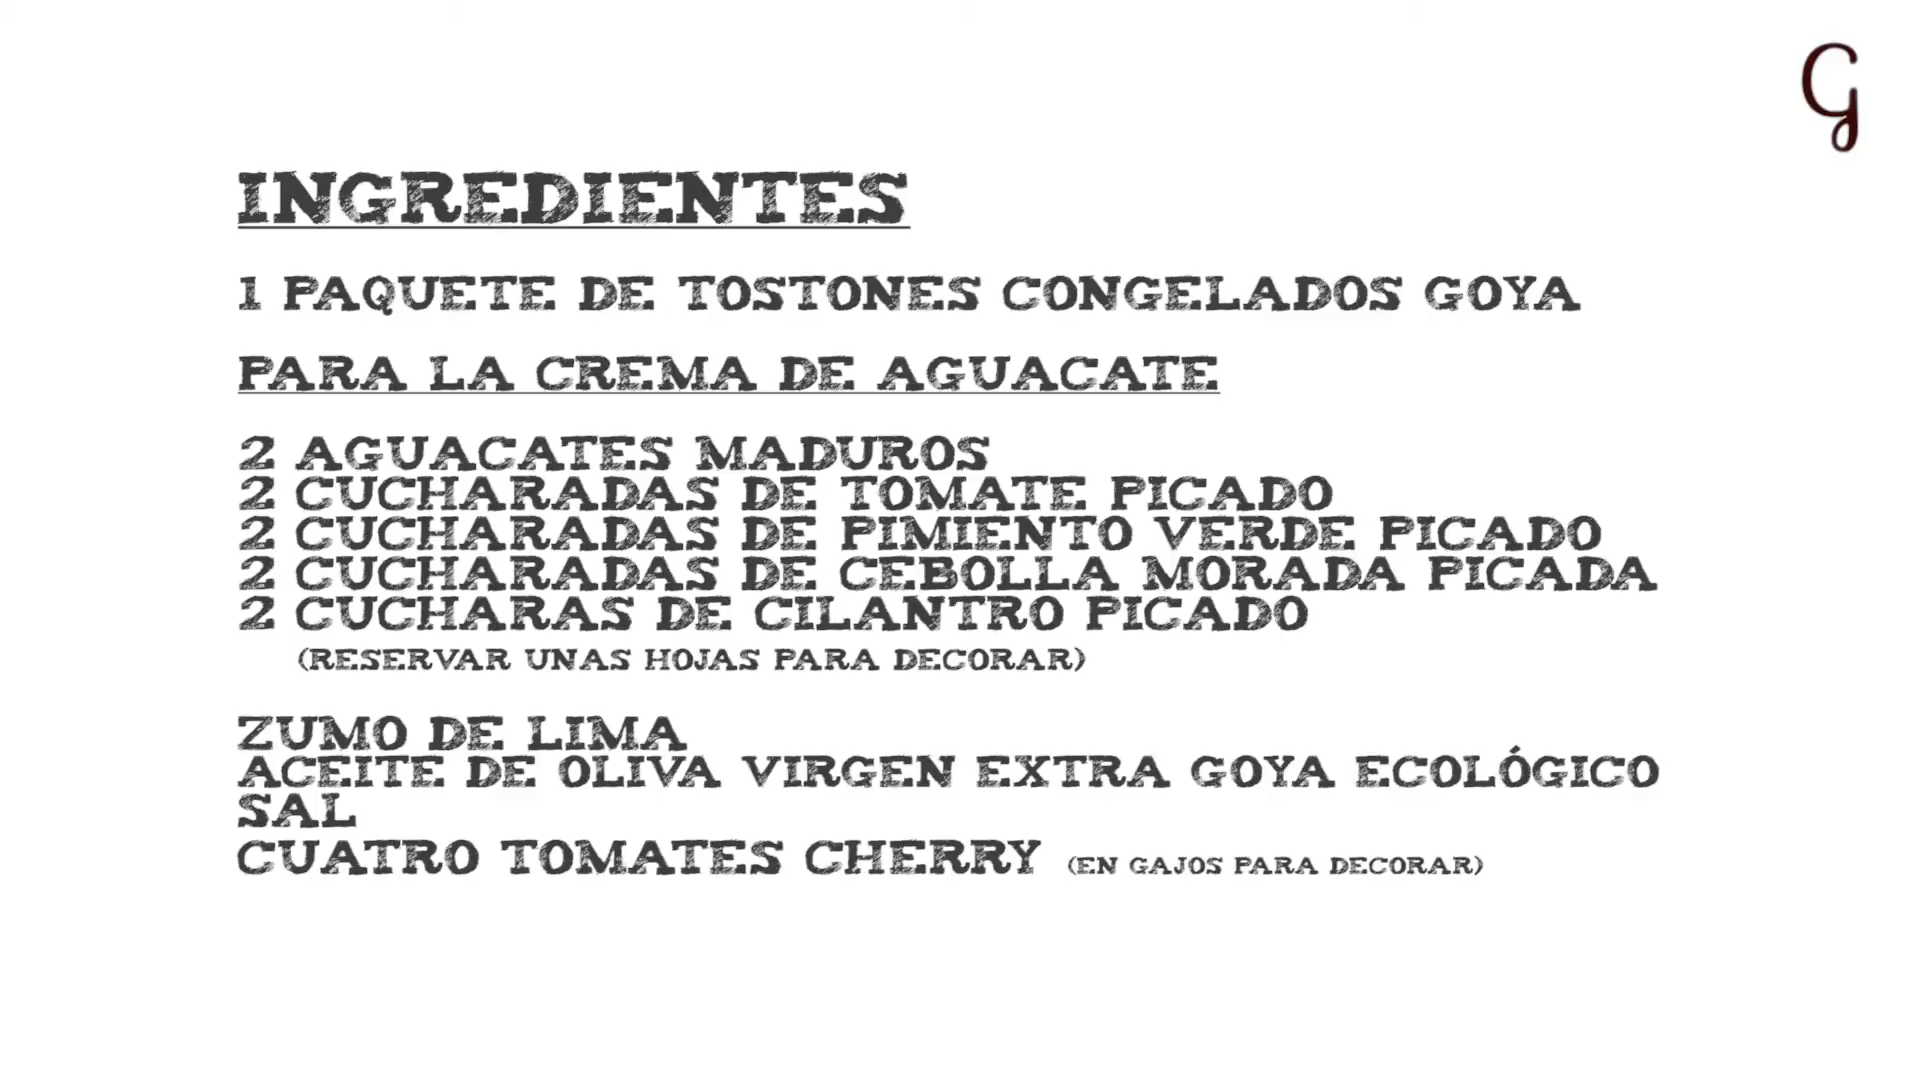 G
INGREDIENTES
1 PAQUETE DE TOSTONES CONGELADOS GOYA
PARA LA CREMA DE AGUACATE
2 AGUACATES MADUROS
2 CUCHARADAS DE TOMATE PICADO
2 CUCHARADAS DE PIMIENTO VERDE PICADO
2 CUCHARADAS DE CEBOLLA MORADA PICADA
2 CUCHARAS DE CILANTRO PICADO
(RESERVAR UNAS HOJAS PARA DECORAR)
ZUMO DE LIMA
ACEITE DE OLIVA VIRGEN EXTRA GOYA ECOLÓGICO
SAL
CUATRO TOMATES CHERRY (EN GAJOS PARA DECORAR)